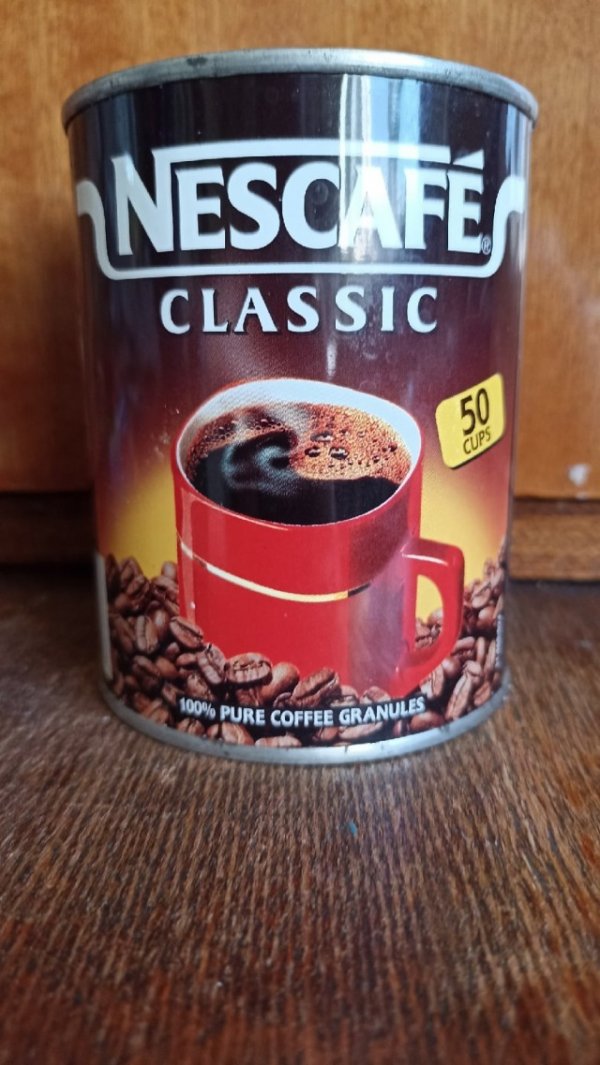 NESCAFÉ®
CLASSIC
50
CUPS
100% PURE COFFEE GRANULES